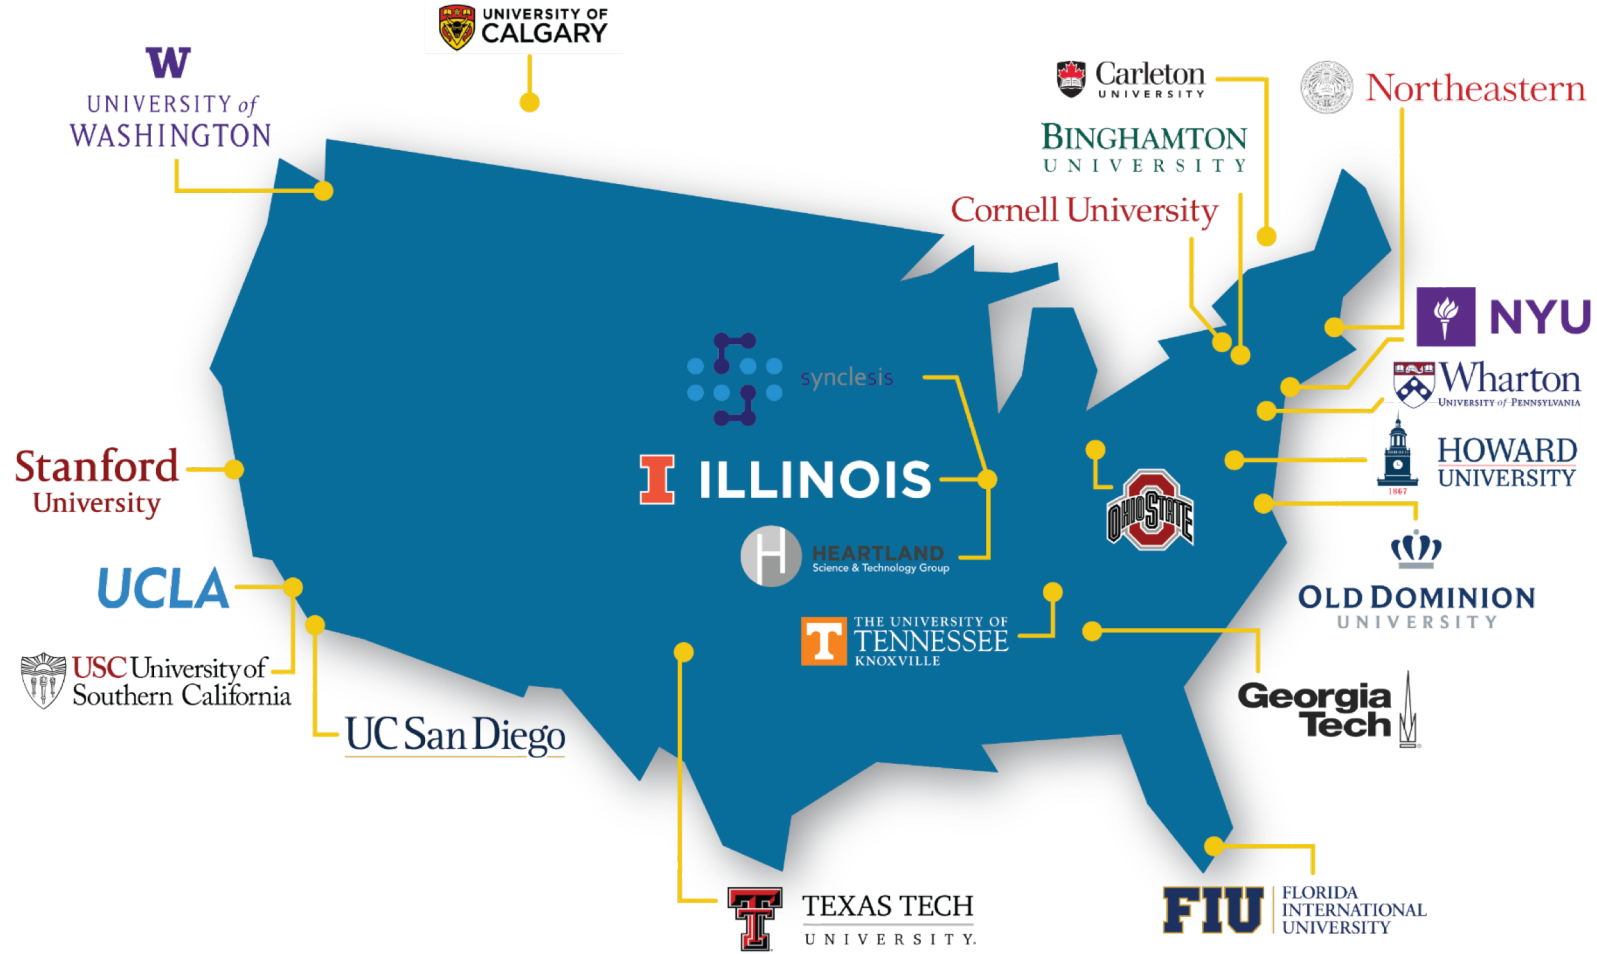 UNIVERSITY OF
CALGARY
W
UNIVERSITY of
WASHINGTON
Carleton
UNIVERSITY
Northeastern
BINGHAMTON
UNIVERSITY
Cornell University
NYU
synclesis
Wharton
UNIVERSITY of PENNSYLVANIA
HOWARD
UNIVERSITY
1867
Stanford
University
I ILLINOIS
OHIO STATE
H
HEARTLAND
Science & Technology Group
UCLA
OLD DOMINION
UNIVERSITY
T
THE UNIVERSITY OF
TENNESSEE
KNOXVILLE
USC University of
Southern California
Georgia
Tech
UC San Diego
TEXAS TECH
UNIVERSITY.
FIU
FLORIDA
INTERNATIONAL
UNIVERSITY